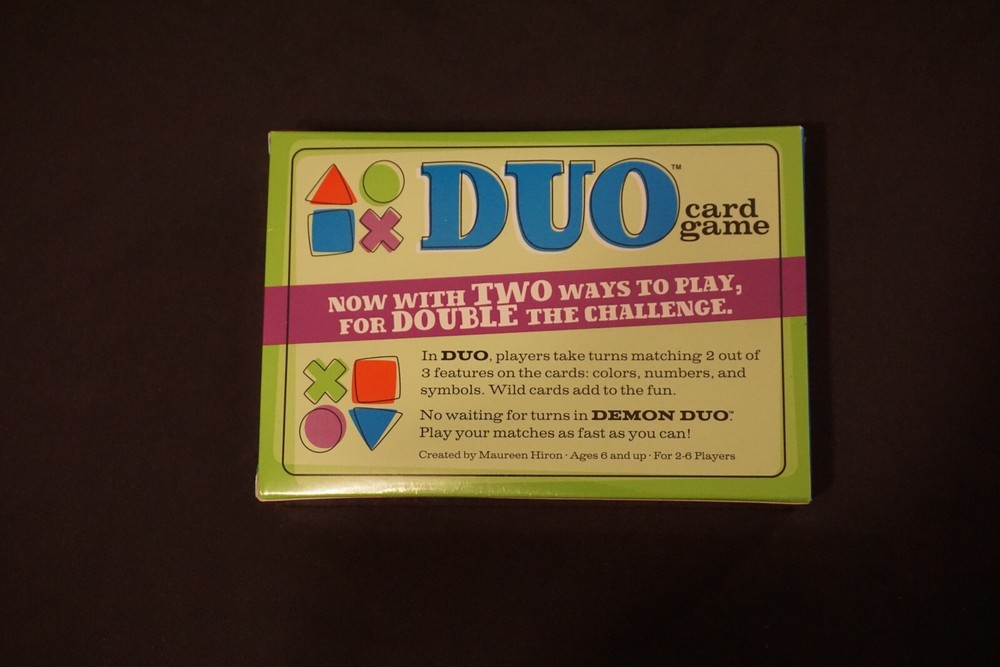 DUO™
card
game
NOW WITH TWO WAYS TO PLAY,
FOR DOUBLE THE CHALLENGE.
In DUO, players take turns matching 2 out of
3 features on the cards: colors, numbers, and
symbols. Wild cards add to the fun.
No waiting for turns in DEMON DUO™.
Play your matches as fast as you can!
Created by Maureen Hiron · Ages 6 and up · For 2-6 Players